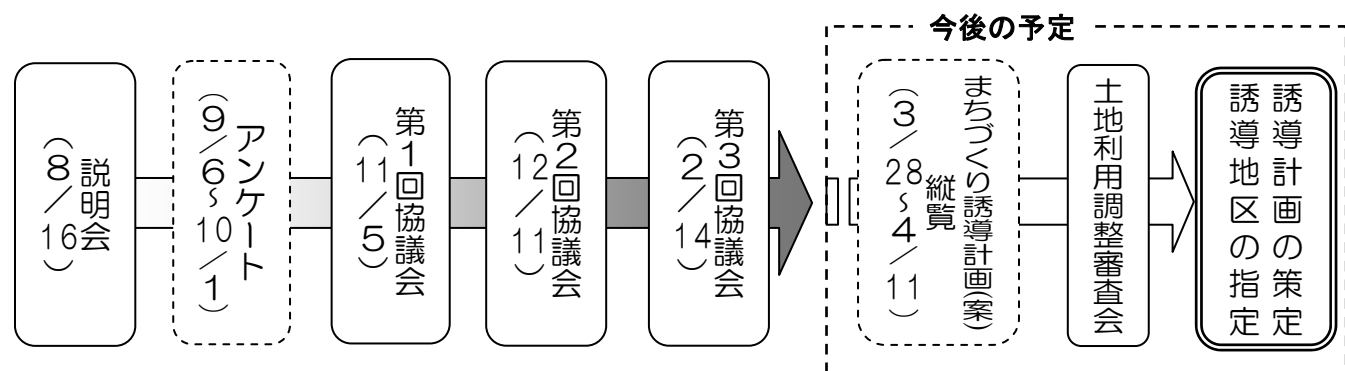 今後の予定
説明会
（８／16）
アンケート
（９／６～10／１）
第１回協議会
（11／５）
第２回協議会
（12／11）
第３回協議会
（２／14）
まちづくり誘導計画(案)
縦覧
（３／28～４／11）
土地利用調整審査会
誘導計画の策定
誘導地区の指定